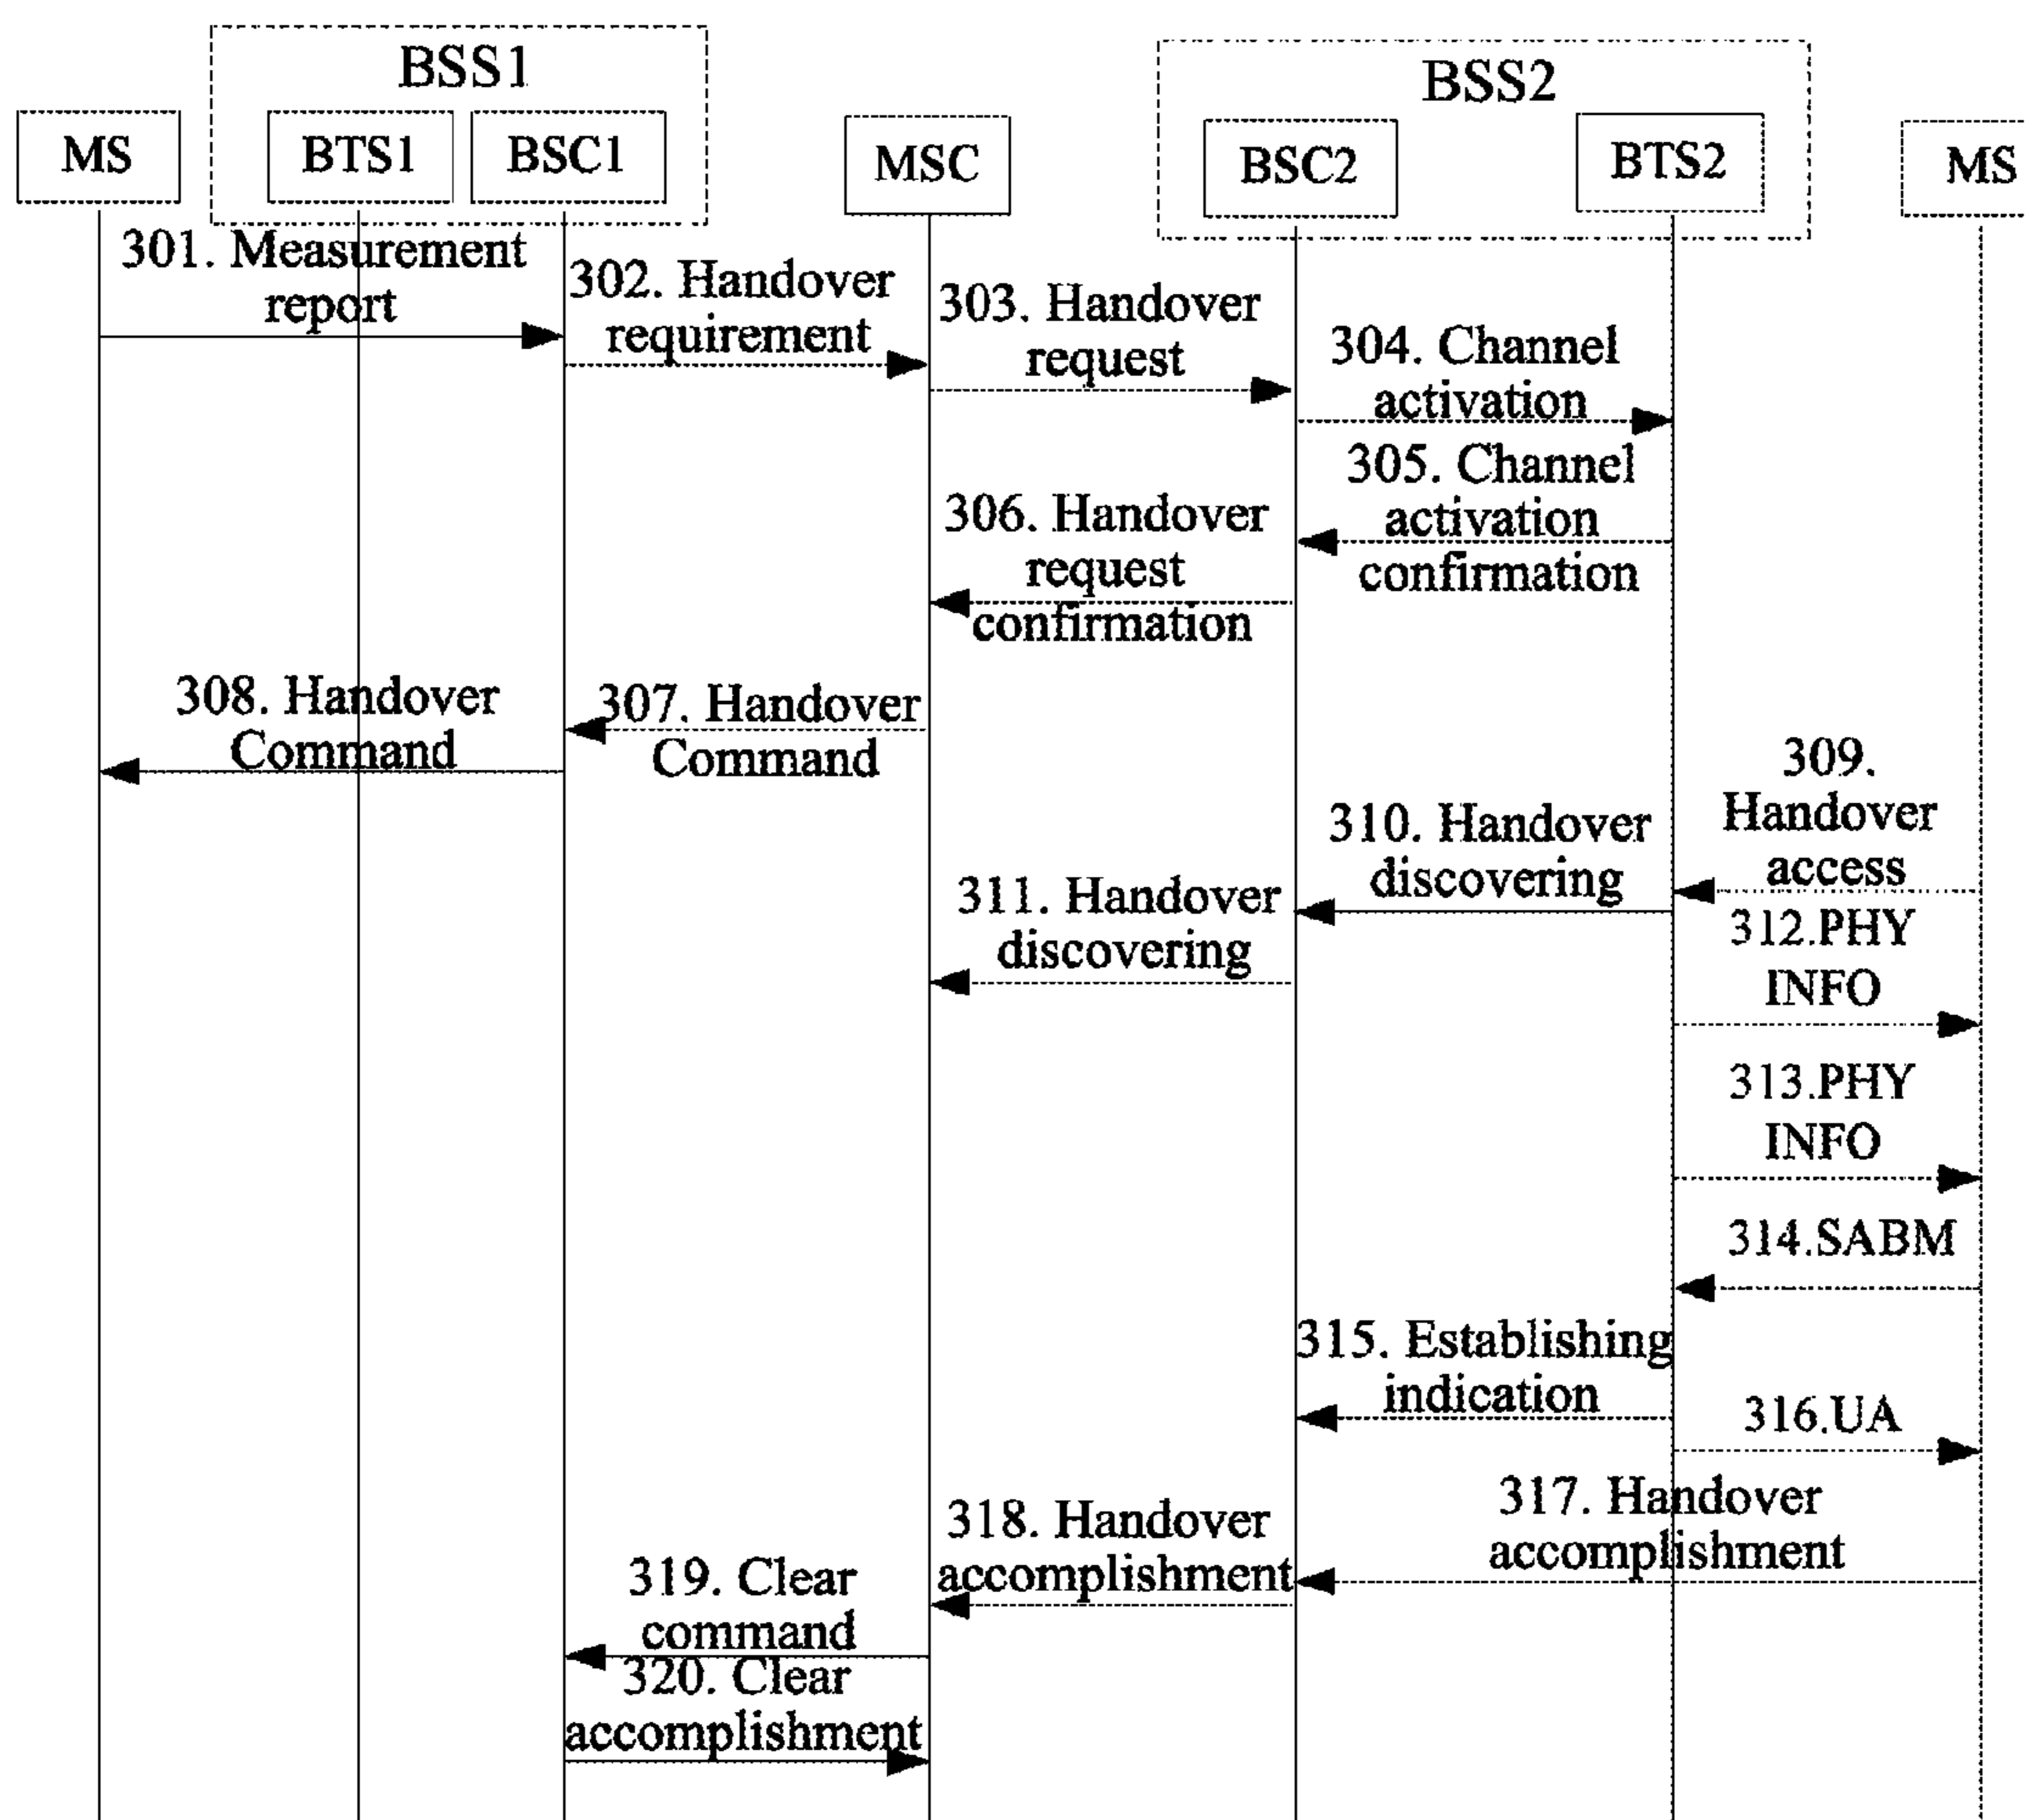 BSS1
BSS2
MS
BTS1
BSC1
MSC
BSC2
BTS2
MS
301. Measurement
report
302. Handover
requirement
303. Handover
request
304. Channel
activation
305. Channel
activation
confirmation
306. Handover
request
confirmation
307. Handover
Command
308. Handover
Command
309.
Handover
access
310. Handover
discovering
311. Handover
discovering
312.PHY
INFO
313.PHY
INFO
314.SABM
315. Establishing
indication
316.UA
317. Handover
accomplishment
318. Handover
accomplishment
319. Clear
command
320. Clear
accomplishment